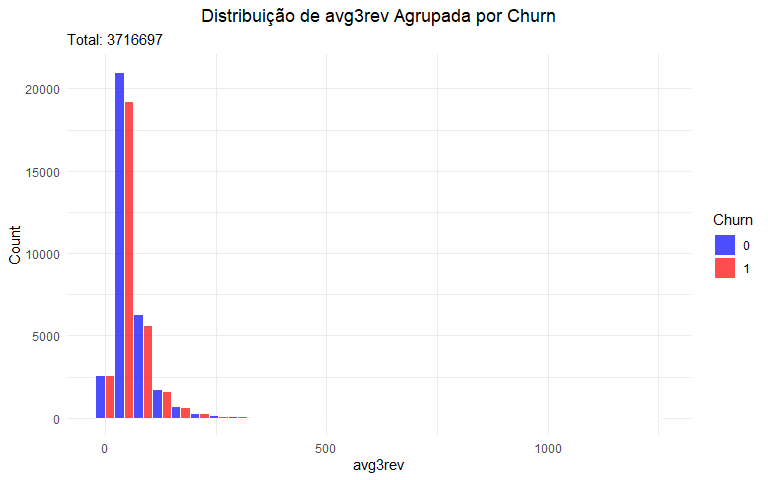 Distribuição de avg3rev Agrupada por Churn
Total: 3716697
Count
20000
15000
10000
5000
0
0
500
1000
avg3rev
Churn
0
1